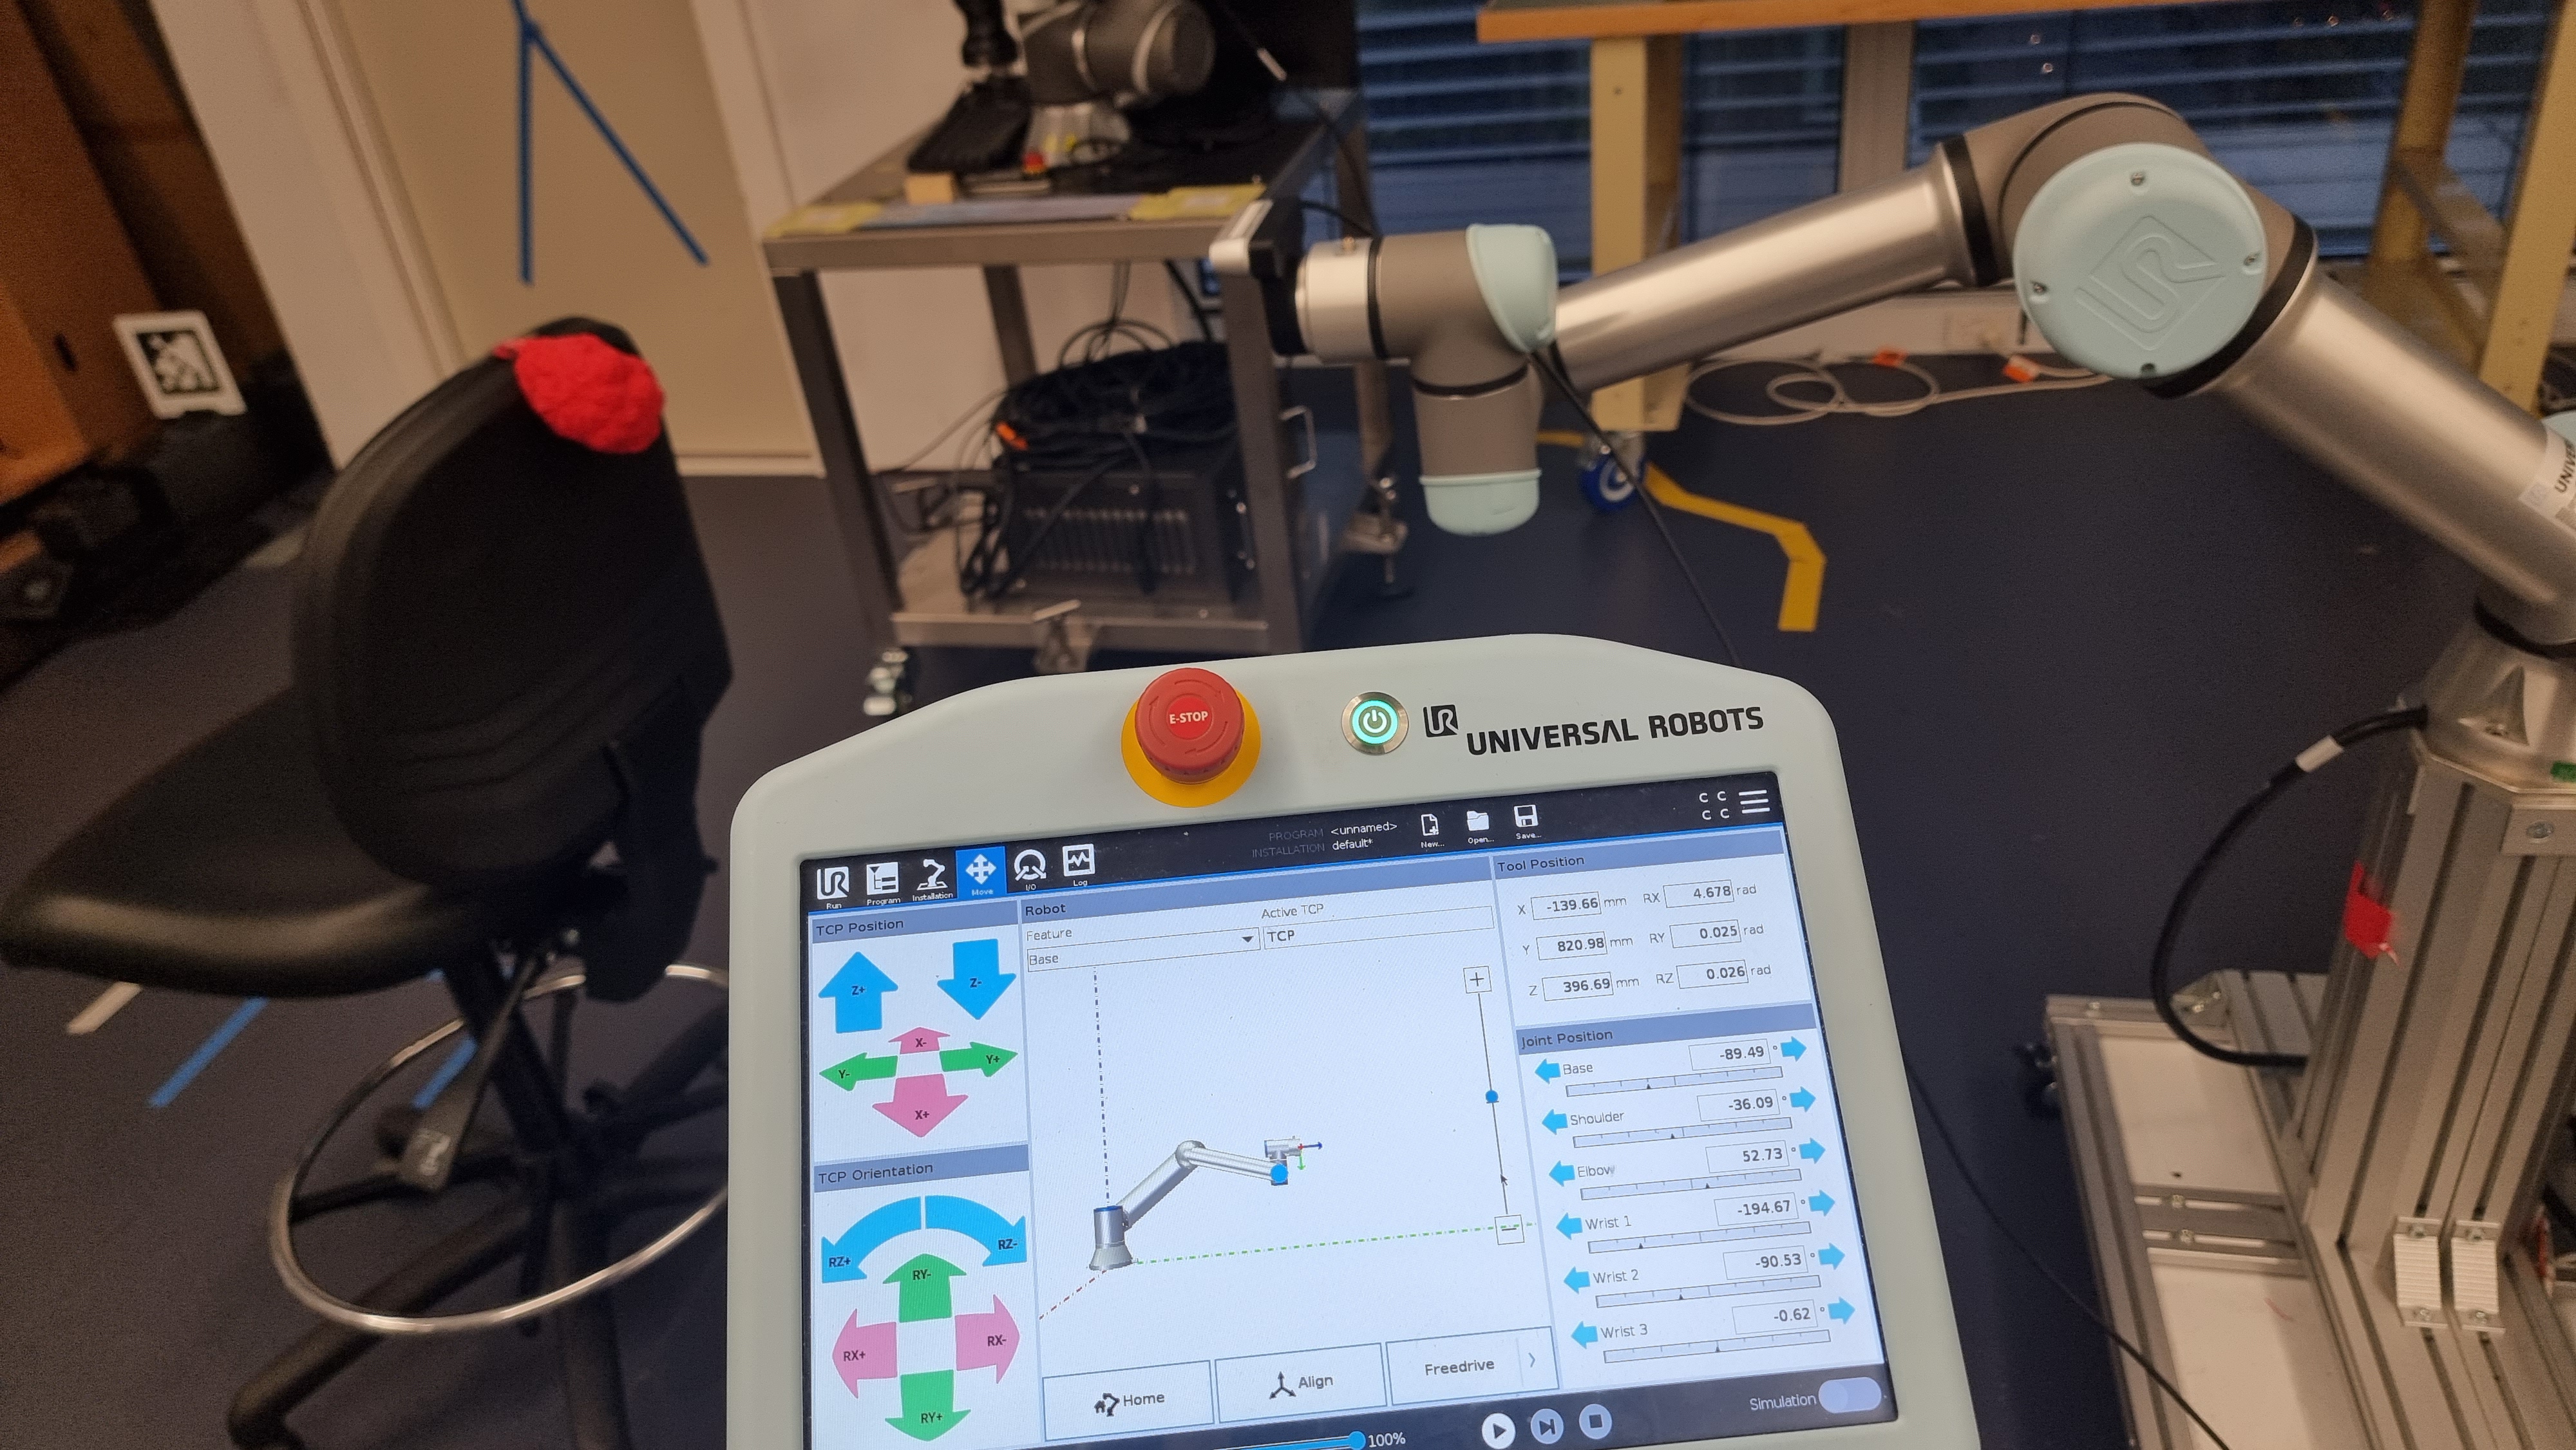 UR
UNIV
E-STOP
UR UNIVERSAL ROBOTS
PROGRAM <unnamed>
INSTALLATION default*
New... Open... Save...
C C
C C
Run Program Installation Move I/O Log
TCP Position
Z+ Z-
X-
Y- Y+
X+
TCP Orientation
RZ+ RZ-
RY-
RX+ RX-
RY+
Robot
Feature
Base
Active TCP
TCP
+
−
Home Align Freedrive
Tool Position
X -139.66 mm RX 4.678 rad
Y 820.98 mm RY 0.025 rad
Z 396.69 mm RZ 0.026 rad
Joint Position
Base -89.49 °
Shoulder -36.09 °
Elbow 52.73 °
Wrist 1 -194.67 °
Wrist 2 -90.53 °
Wrist 3 -0.62 °
100%
Simulation